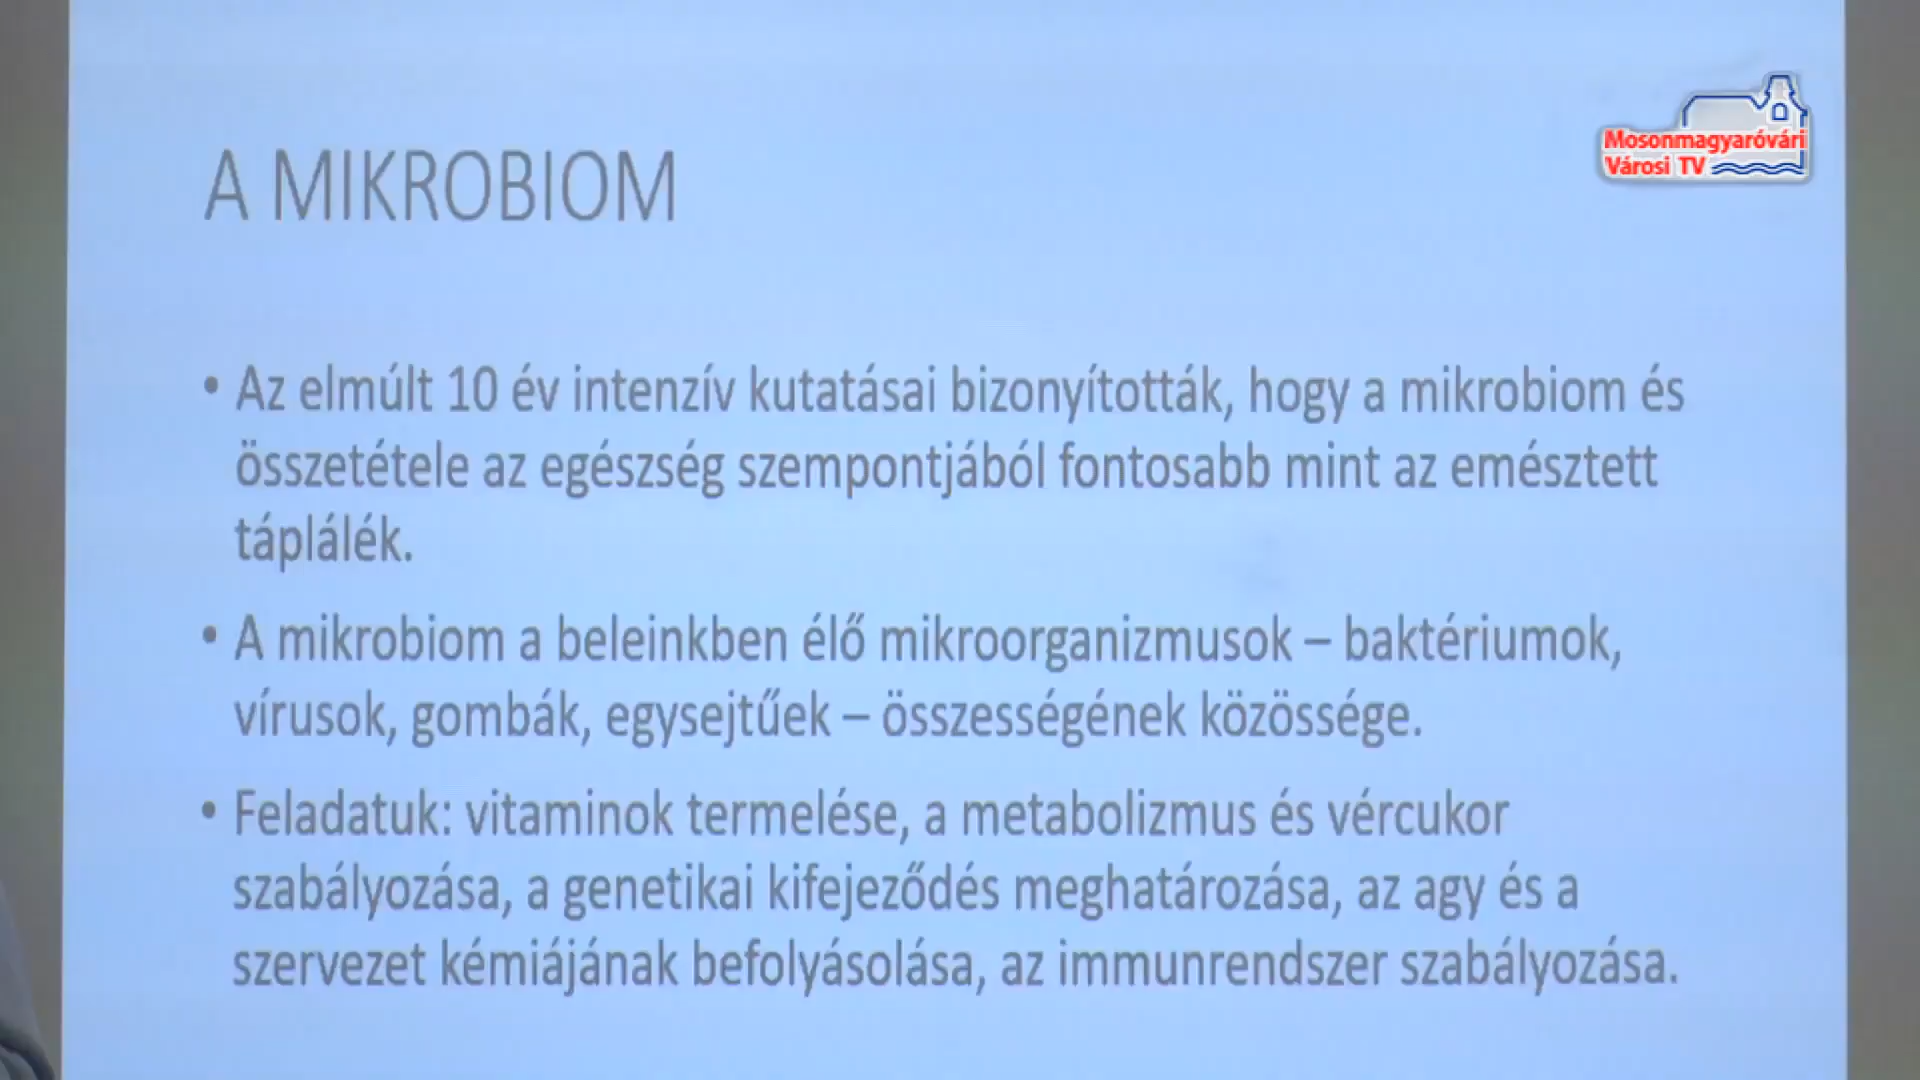 Mosonmagyaróvári
Városi TV
A MIKROBIOM
• Az elmúlt 10 év intenzív kutatásai bizonyították, hogy a mikrobiom és
összetétele az egészség szempontjából fontosabb mint az emésztett
táplálék.
• A mikrobiom a beleinkben élő mikroorganizmusok – baktériumok,
vírusok, gombák, egysejtűek – összességének közössége.
• Feladatuk: vitaminok termelése, a metabolizmus és vércukor
szabályozása, a genetikai kifejeződés meghatározása, az agy és a
szervezet kémiájának befolyásolása, az immunrendszer szabályozása.